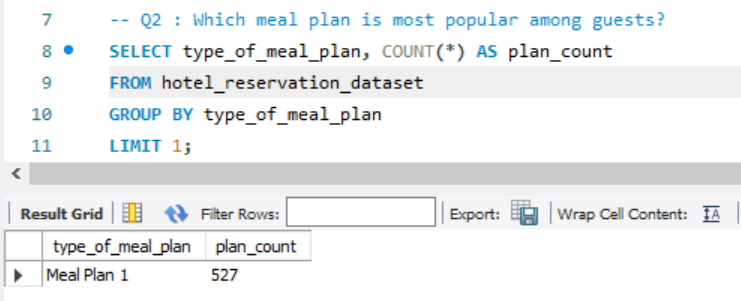 7 -- Q2 : Which meal plan is most popular among guests?
8 SELECT type_of_meal_plan, COUNT(*) AS plan_count
9 FROM hotel_reservation_dataset
10 GROUP BY type_of_meal_plan
11 LIMIT 1;
Result Grid Filter Rows: Export: Wrap Cell Content: IA
type_of_meal_plan plan_count
Meal Plan 1 527